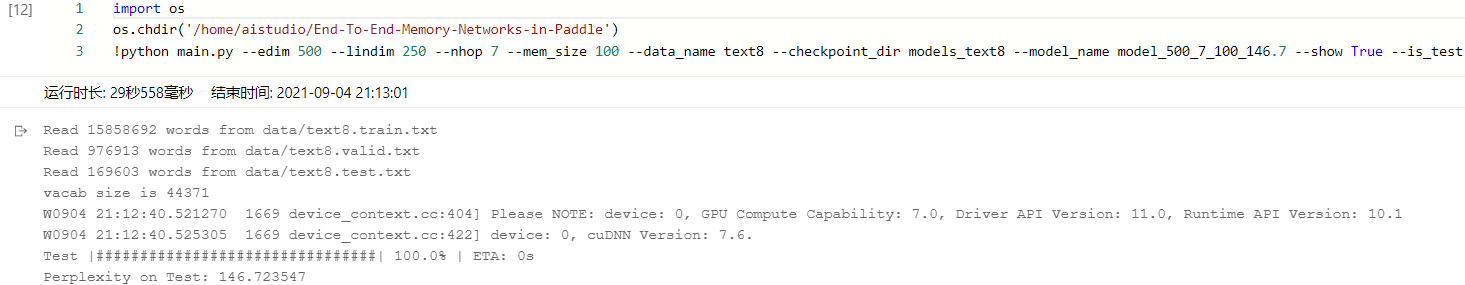 [12]
1 import os
2 os.chdir('/home/aistudio/End-To-End-Memory-Networks-in-Paddle')
3 !python main.py --edim 500 --lindim 250 --nhop 7 --mem_size 100 --data_name text8 --checkpoint_dir models_text8 --model_name model_500_7_100_146.7 --show True --is_test
运行时长: 29秒558毫秒 结束时间: 2021-09-04 21:13:01
Read 15858692 words from data/text8.train.txt
Read 976913 words from data/text8.valid.txt
Read 169603 words from data/text8.test.txt
vacab size is 44371
W0904 21:12:40.521270  1669 device_context.cc:404] Please NOTE: device: 0, GPU Compute Capability: 7.0, Driver API Version: 11.0, Runtime API Version: 10.1
W0904 21:12:40.525305  1669 device_context.cc:422] device: 0, cuDNN Version: 7.6.
Test |################################| 100.0% | ETA: 0s
Perplexity on Test: 146.723547